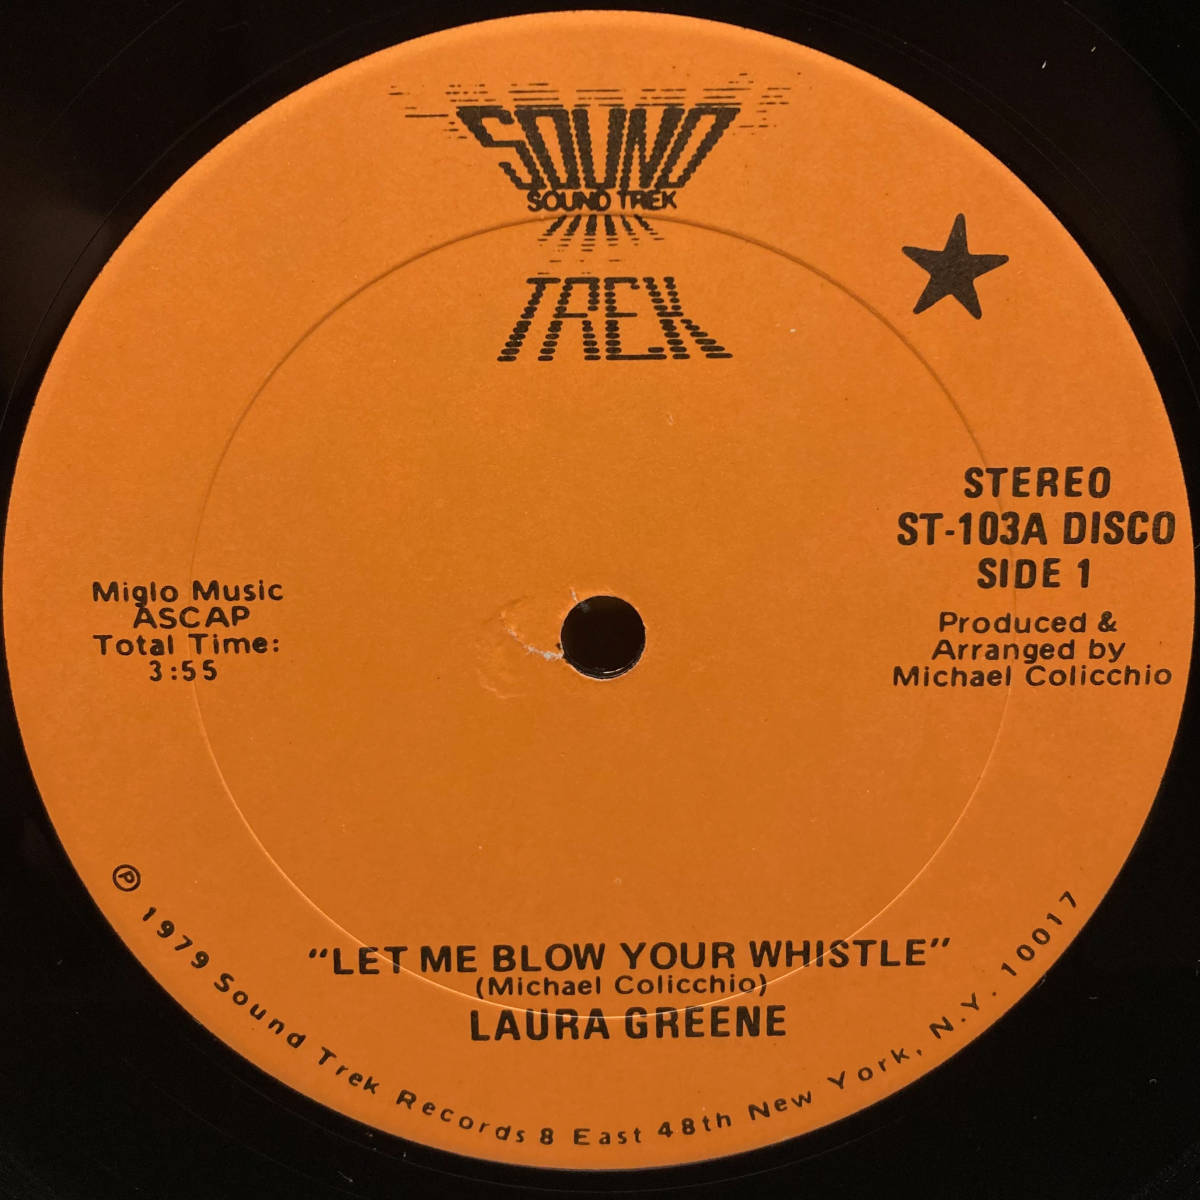 SOUND
SOUND TREK
TREK
STEREO
ST-103A DISCO
SIDE 1
Produced &
Arranged by
Michael Colicchio
Miglo Music
ASCAP
Total Time:
3:55
"LET ME BLOW YOUR WHISTLE"
(Michael Colicchio)
LAURA GREENE
℗ 1979 Sound Trek Records 8 East 48th New York, N.Y. 10017